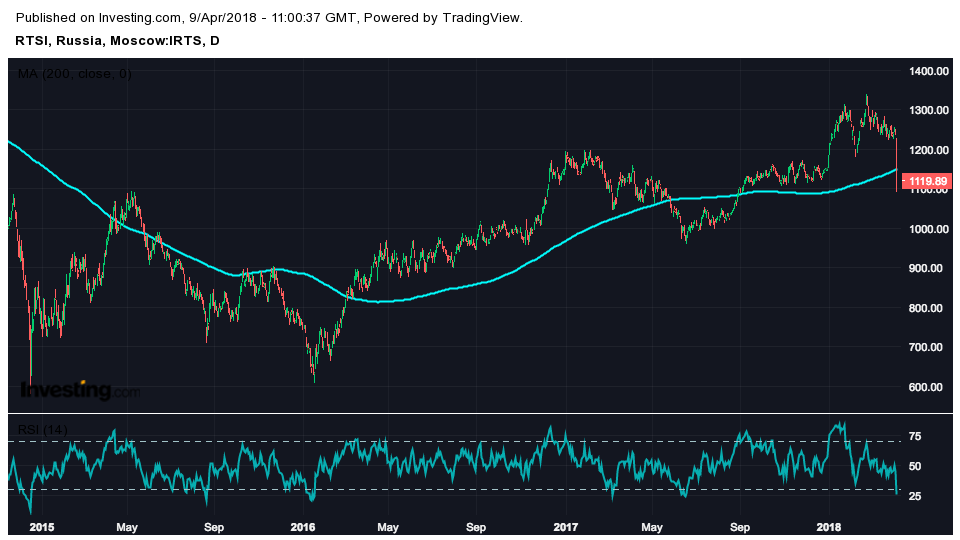 Published on Investing.com, 9/Apr/2018 - 11:00:37 GMT, Powered by TradingView.
RTSI, Russia, Moscow:IRTS, D
MA (200, close, 0)
1400.00
1300.00
1200.00
1119.89
1100.00
1000.00
900.00
800.00
700.00
600.00
Investing.com
RSI (14)
75
50
25
2015 May Sep 2016 May Sep 2017 May Sep 2018